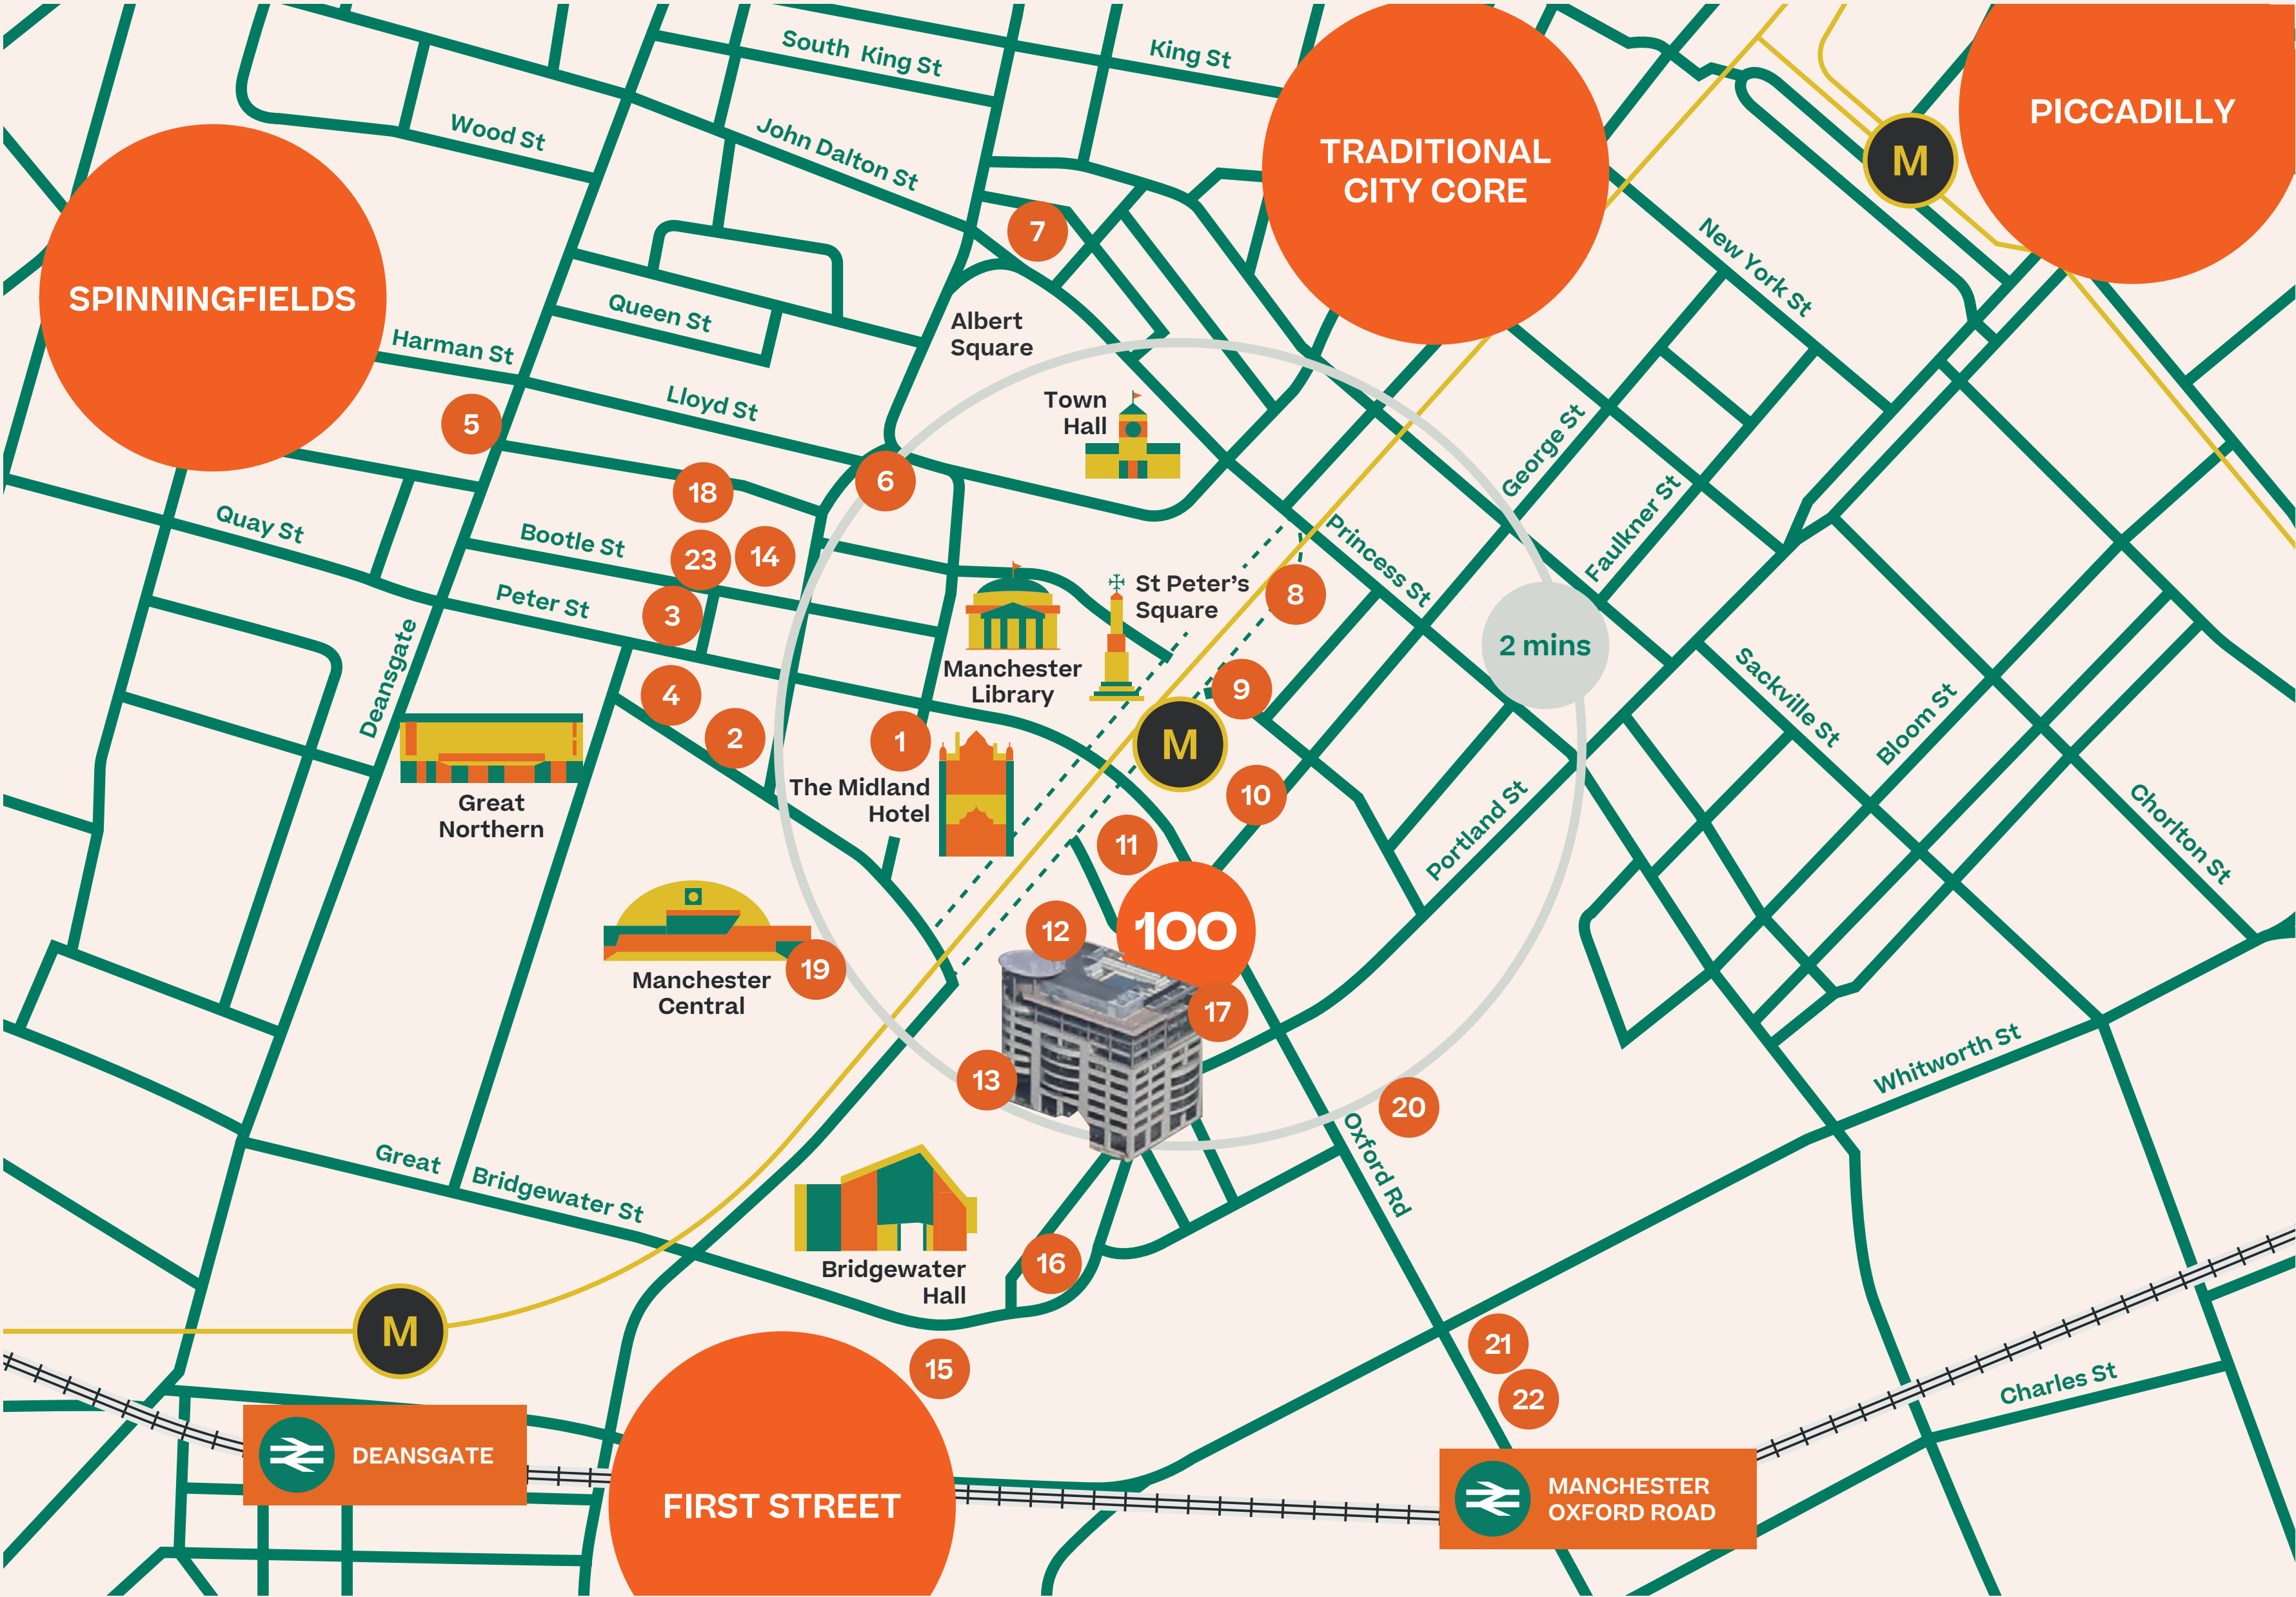 South King St
King St
TRADITIONAL
CITY CORE
PICCADILLY
M
Wood St
John Dalton St
7
New York St
SPINNINGFIELDS
Queen St
Albert
Square
Harman St
Lloyd St
Town
Hall
5
6
18
George St
Faulkner St
Quay St
Bootle St
23
14
Princess St
Peter St
3
St Peter's
Square
8
2 mins
Manchester
Library
Deansgate
4
2
1
9
M
Sackville St
Bloom St
The Midland
Hotel
10
Great
Northern
11
Portland St
Chorlton St
12
100
Manchester
Central
19
17
13
20
Whitworth St
Oxford Rd
Great
Bridgewater St
Bridgewater
Hall
16
M
15
21
22
Charles St
DEANSGATE
FIRST STREET
MANCHESTER
OXFORD ROAD